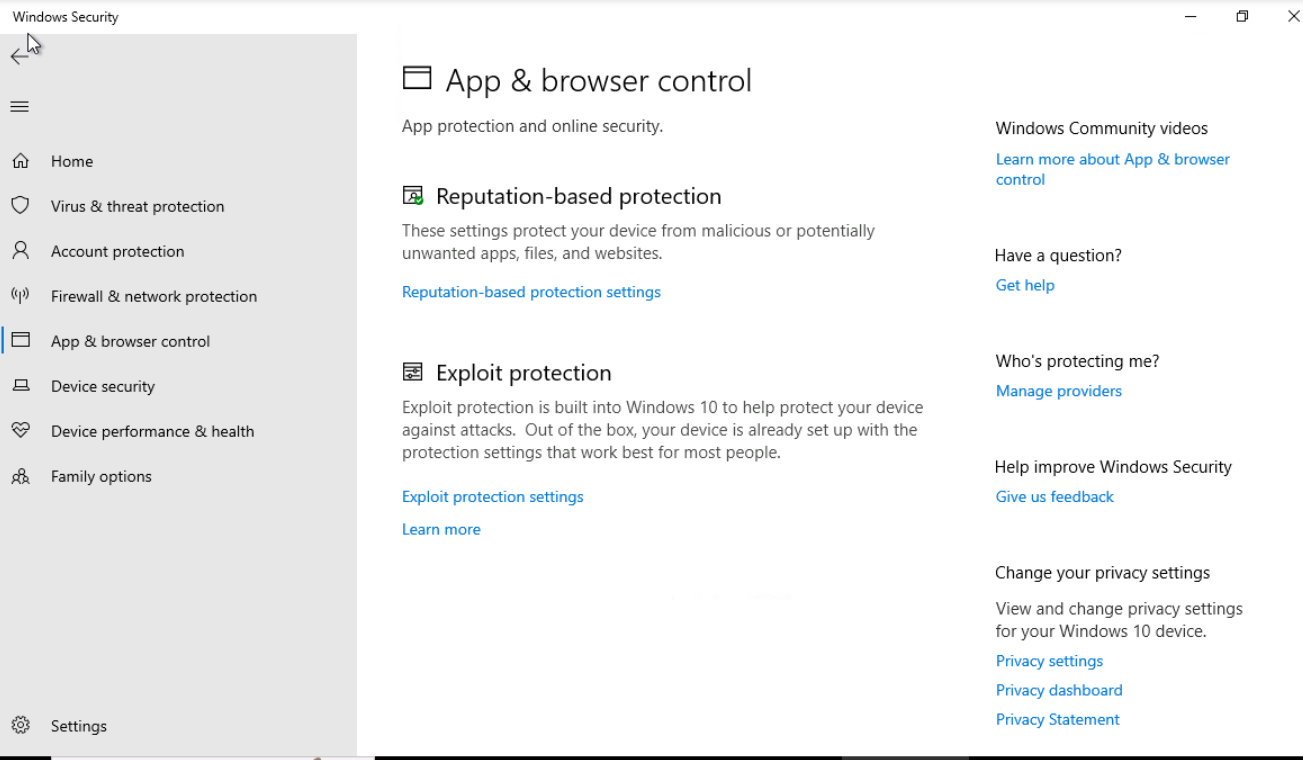 Windows Security
Home
Virus & threat protection
Account protection
Firewall & network protection
App & browser control
Device security
Device performance & health
Family options
Settings
App & browser control
App protection and online security.
Reputation-based protection
These settings protect your device from malicious or potentially
unwanted apps, files, and websites.
Reputation-based protection settings
Exploit protection
Exploit protection is built into Windows 10 to help protect your device
against attacks.  Out of the box, your device is already set up with the
protection settings that work best for most people.
Exploit protection settings
Learn more
Windows Community videos
Learn more about App & browser
control
Have a question?
Get help
Who's protecting me?
Manage providers
Help improve Windows Security
Give us feedback
Change your privacy settings
View and change privacy settings
for your Windows 10 device.
Privacy settings
Privacy dashboard
Privacy Statement